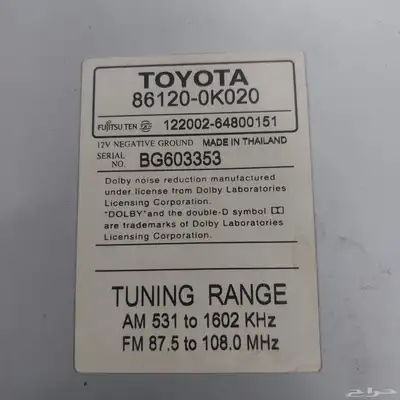 TOYOTA
86120-0K020
FUJITSU TEN 122002-64800151
12V NEGATIVE GROUND MADE IN THAILAND
SERIAL NO. BG603353
Dolby noise reduction manufactured
under license from Dolby Laboratories
Licensing Corporation.
"DOLBY"and the double-D symbol
are trademarks of Dolby Laboratories
Licensing Corporation.
TUNING RANGE
AM 531 to 1602 KHz
FM 87.5 to 108.0 MHz
حراج